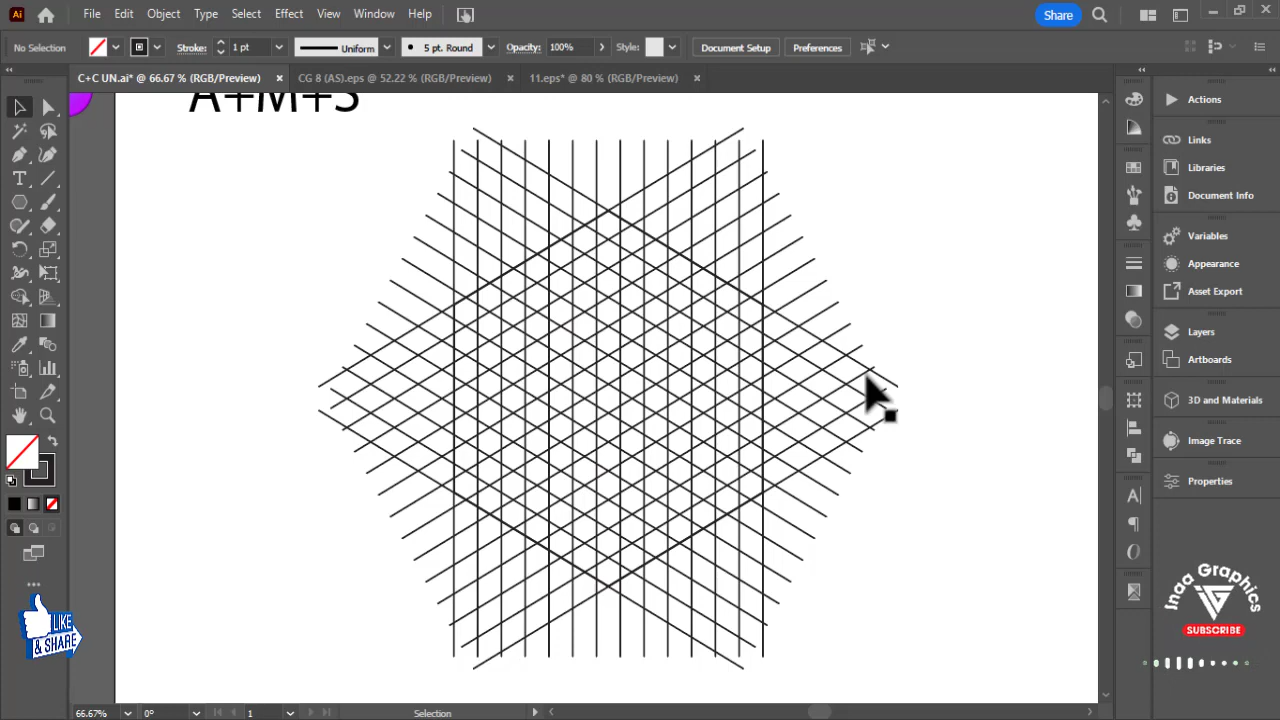 Ai File Edit Object Type Select Effect View Window Help Share
No Selection Stroke: 1 pt Uniform 5 pt. Round Opacity: 100% Style: Document Setup Preferences
C+C UN.ai* @ 66.67 % (RGB/Preview) × CG 8 (AS).eps @ 52.22 % (RGB/Preview) × 11.eps* @ 80 % (RGB/Preview) ×
A+M+S
Actions
Links
Libraries
Document Info
Variables
Appearance
Asset Export
Layers
Artboards
3D and Materials
Image Trace
Properties
LIKE
& SHARE
Jnaa Graphics
SUBSCRIBE
66.67% 0° 1 Selection